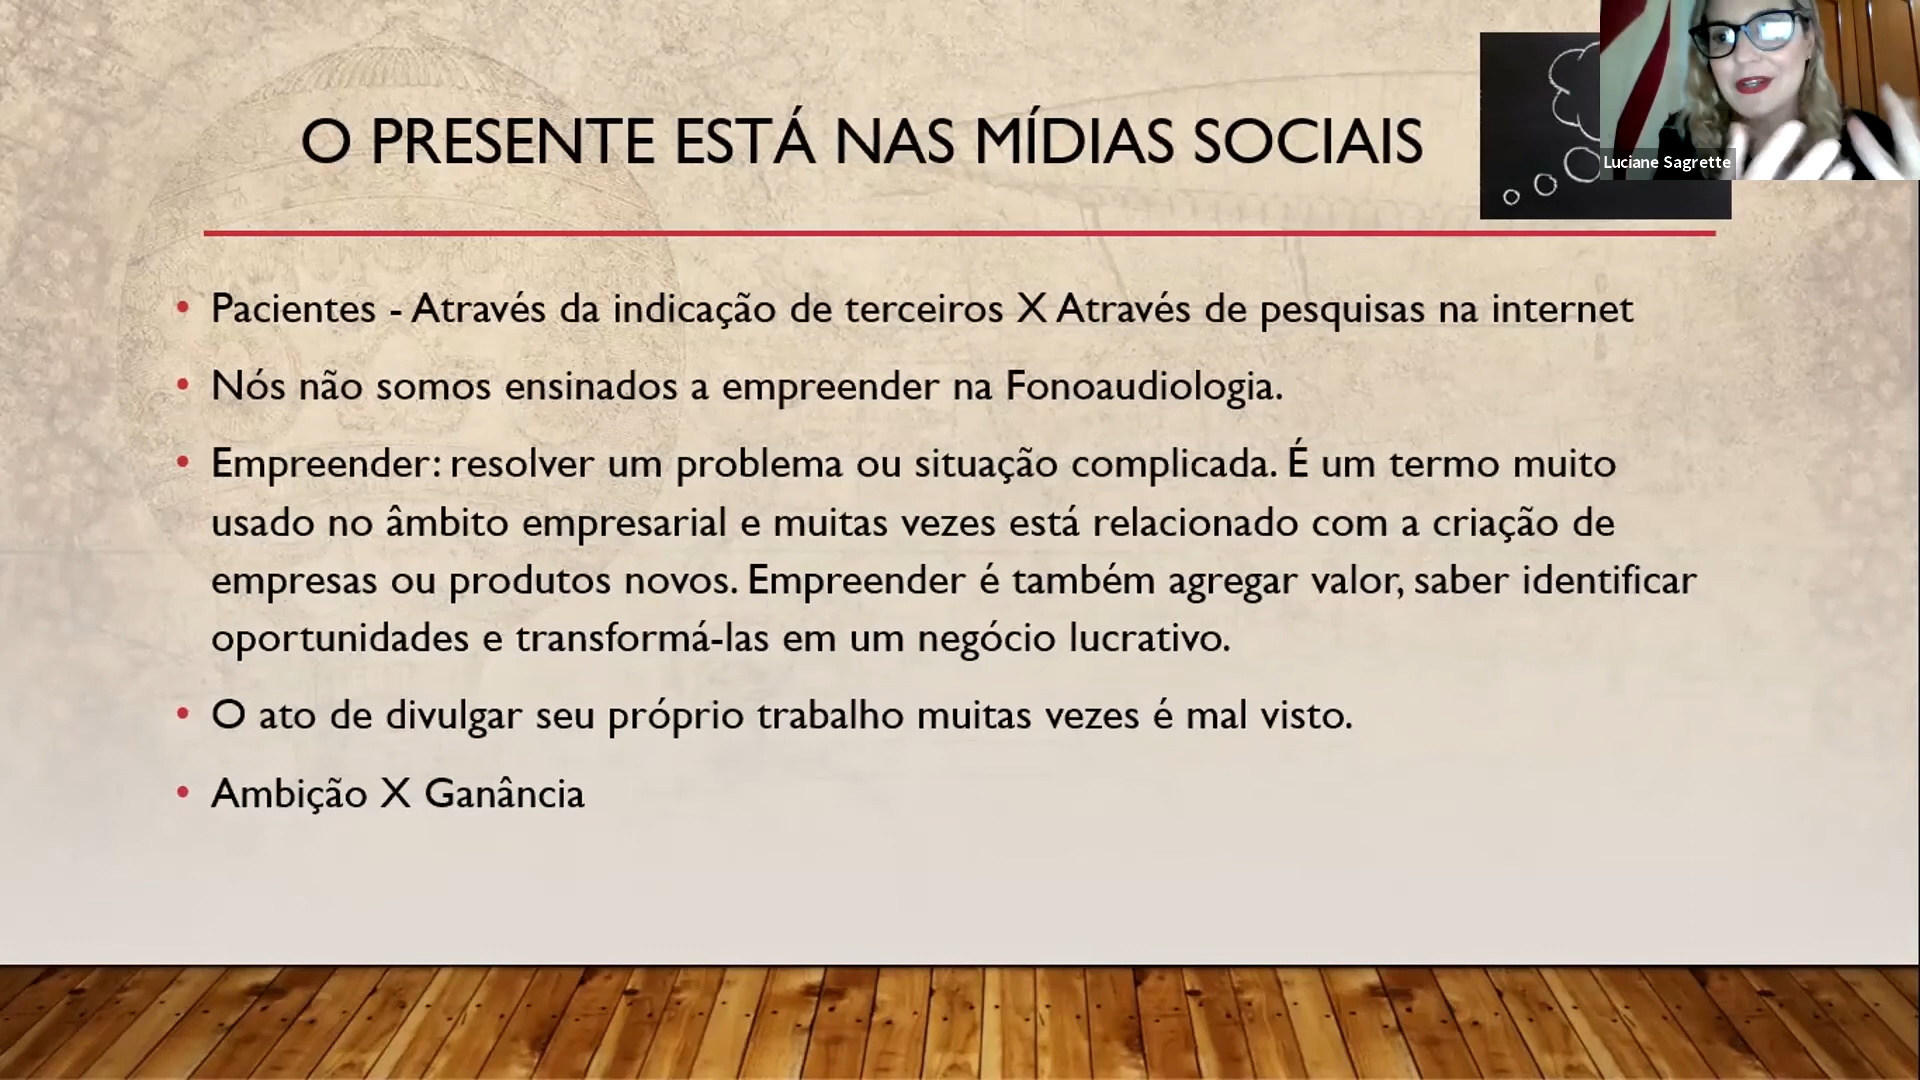 O PRESENTE ESTÁ NAS MÍDIAS SOCIAIS
Luciane Sagrette
• Pacientes - Através da indicação de terceiros X Através de pesquisas na internet
• Nós não somos ensinados a empreender na Fonoaudiologia.
• Empreender: resolver um problema ou situação complicada. É um termo muito
usado no âmbito empresarial e muitas vezes está relacionado com a criação de
empresas ou produtos novos. Empreender é também agregar valor, saber identificar
oportunidades e transformá-las em um negócio lucrativo.
• O ato de divulgar seu próprio trabalho muitas vezes é mal visto.
• Ambição X Ganância